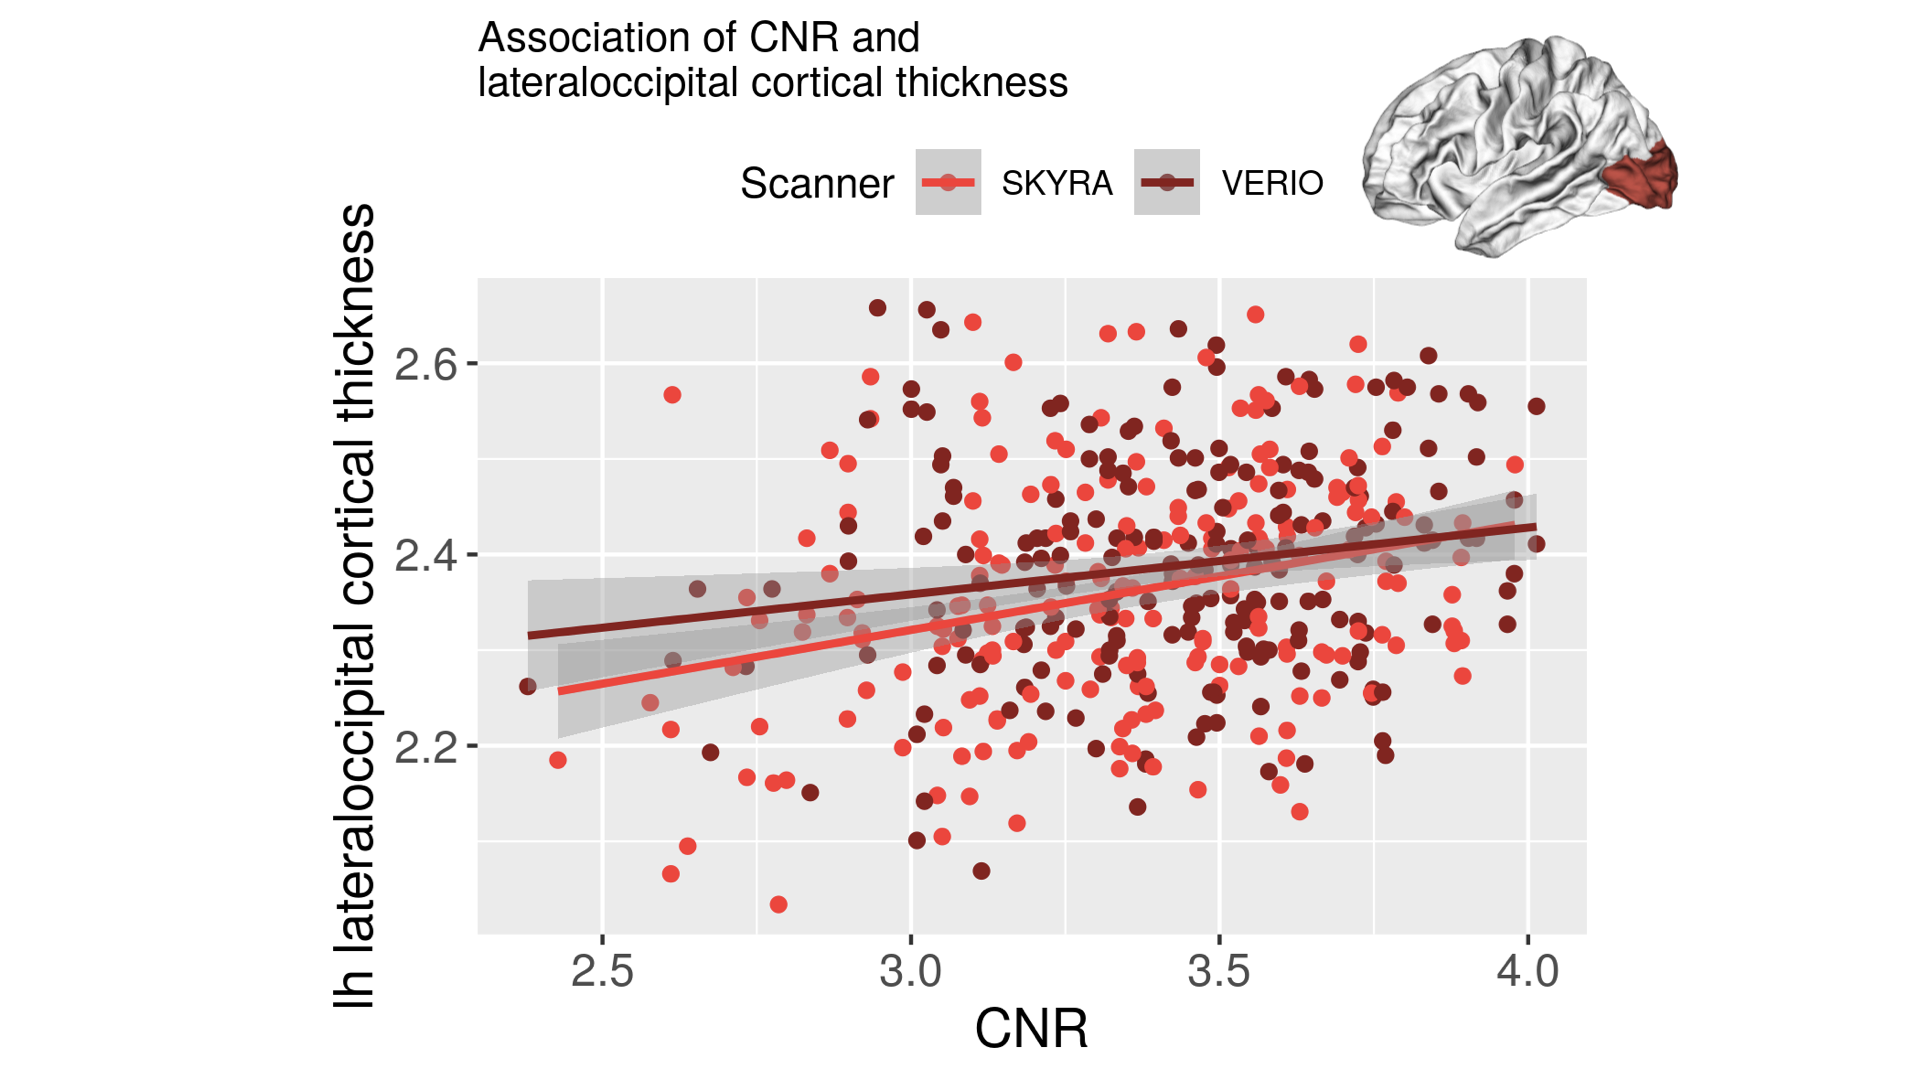 Association of CNR and
lateraloccipital cortical thickness
Scanner SKYRA VERIO
lh lateraloccipital cortical thickness
2.6
2.4
2.2
2.5 3.0 3.5 4.0
CNR